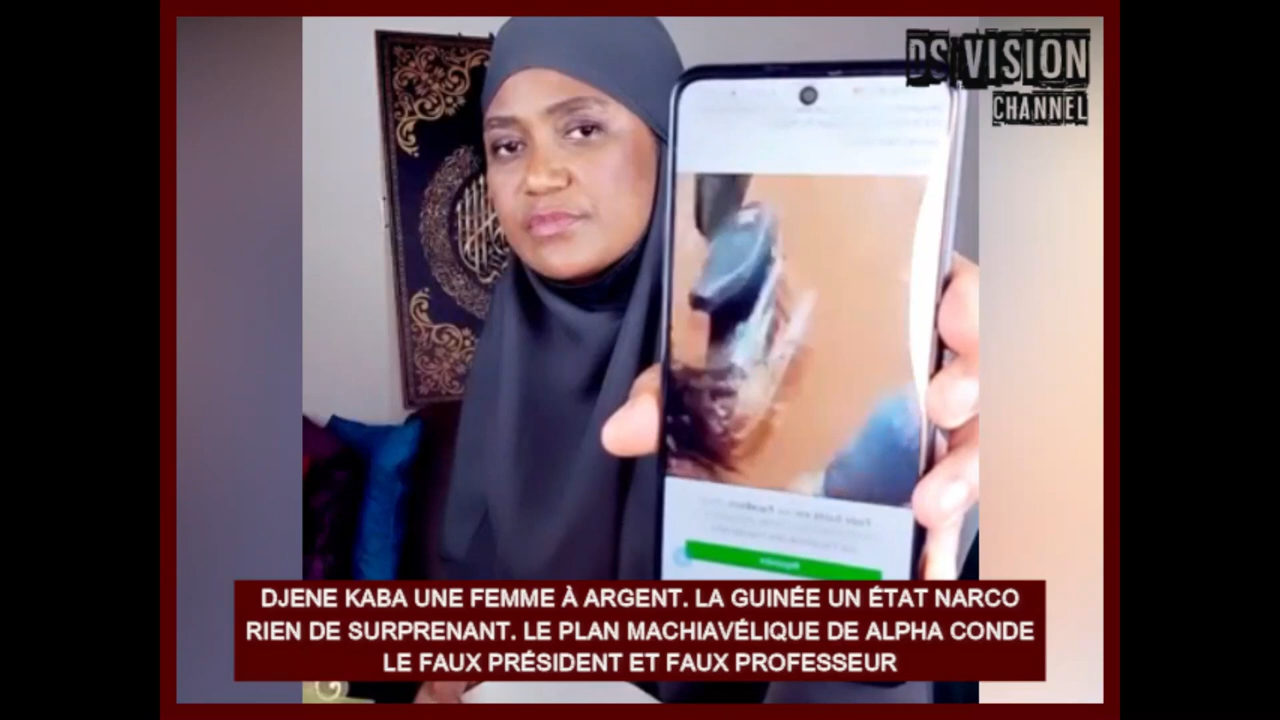 DS VISION
CHANNEL
DJENE KABA UNE FEMME À ARGENT. LA GUINÉE UN ÉTAT NARCO
RIEN DE SURPRENANT. LE PLAN MACHIAVÉLIQUE DE ALPHA CONDE
LE FAUX PRÉSIDENT ET FAUX PROFESSEUR